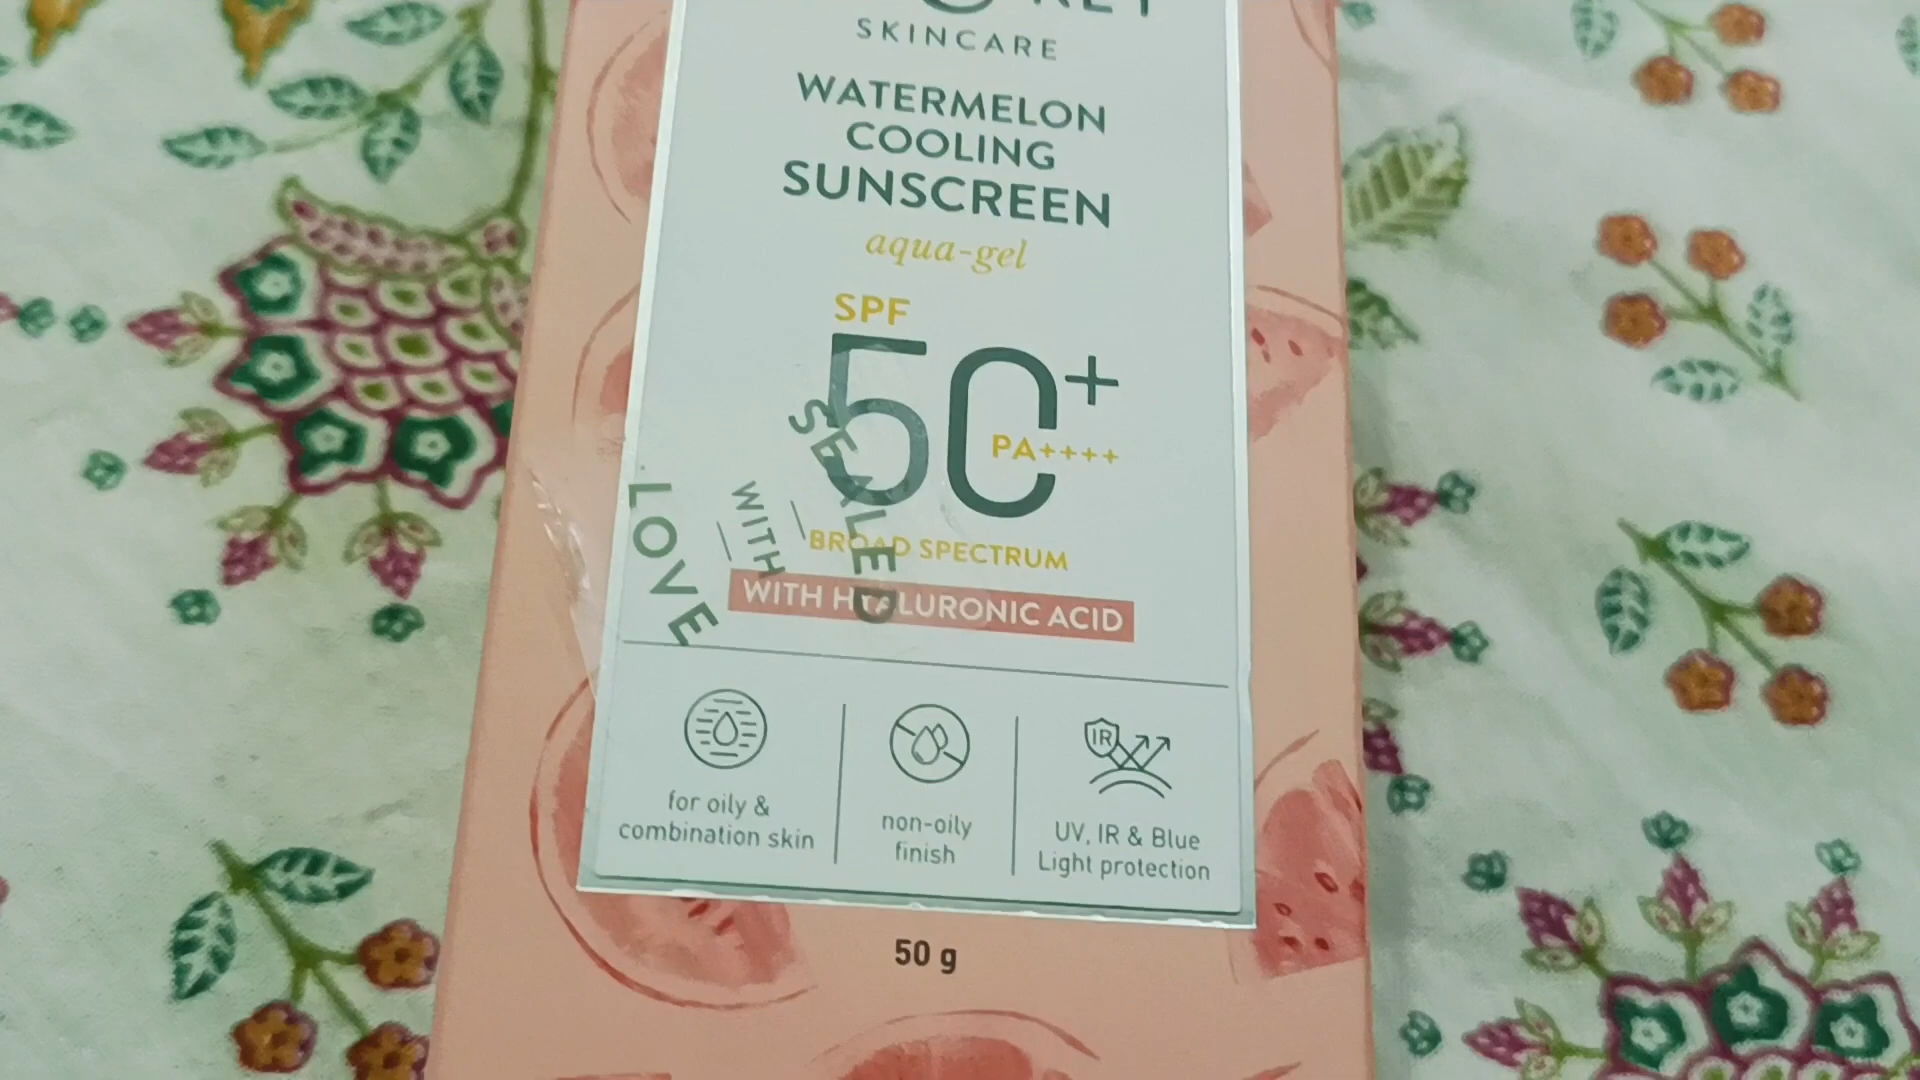 SKINCARE
WATERMELON
COOLING
SUNSCREEN
aqua-gel
SPF
50+
PA++++
BROAD SPECTRUM
WITH HYALURONIC ACID
SEALED
WITH
LOVE
for oily &
combination skin
non-oily
finish
IR
UV, IR & Blue
Light protection
50 g